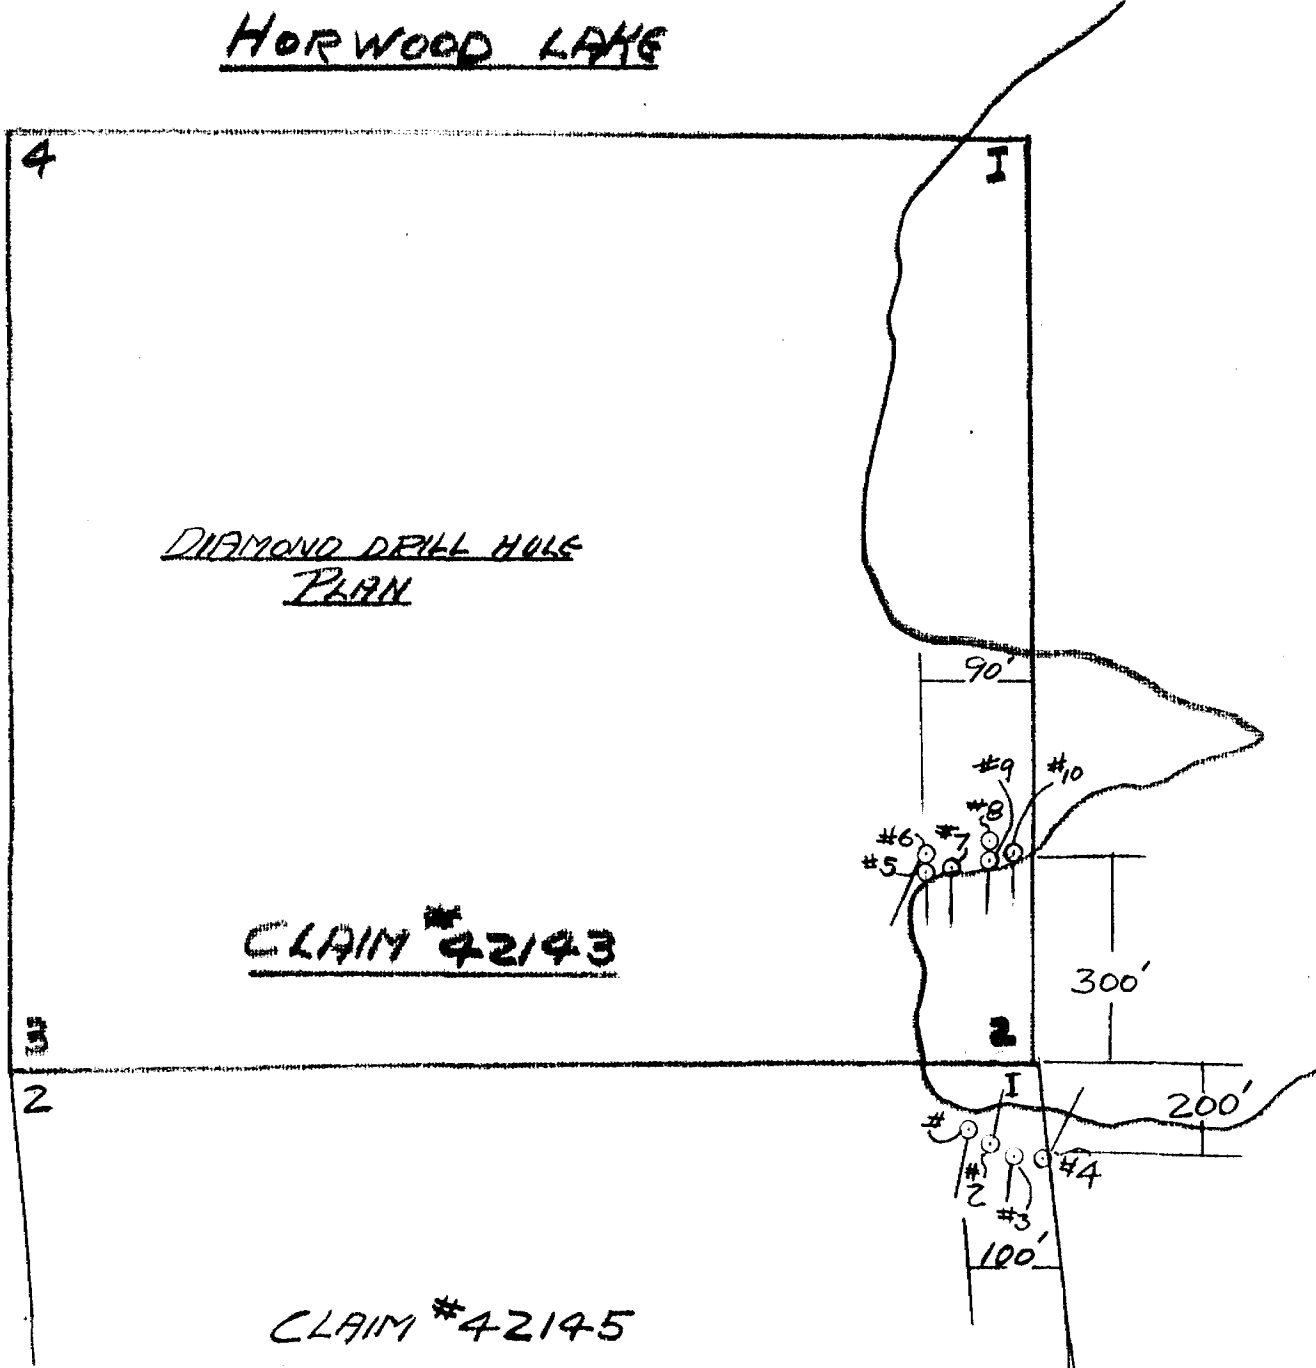 HORWOOD LAKE
4
I
DIAMOND DRILL HOLE
PLAN
90'
#9
#10
#8
#6
#7
#5
CLAIM #42143
300'
3
2
2
I
200'
#
#2
#4
#3
100'
CLAIM #42145